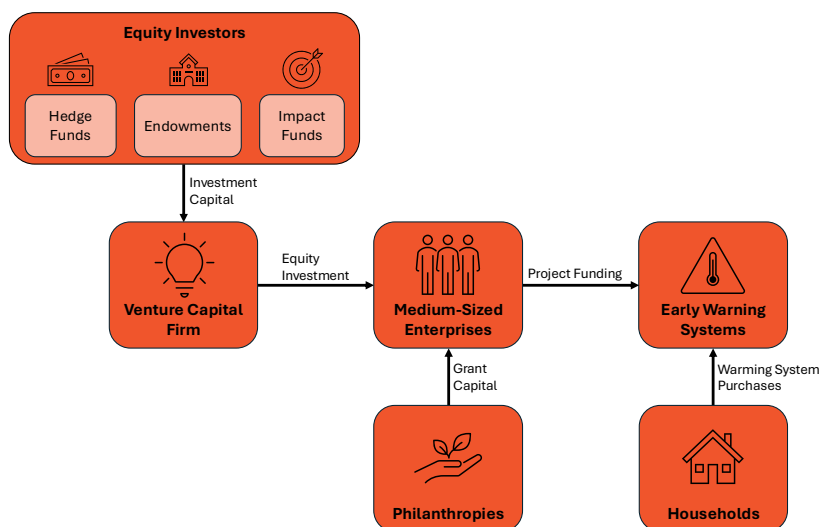 Equity Investors
Hedge
Funds
Endowments
Impact
Funds
Investment
Capital
Equity
Investment
Project Funding
Venture Capital
Firm
Medium-Sized
Enterprises
Early Warning
Systems
Grant
Capital
Warming System
Purchases
Philanthropies
Households